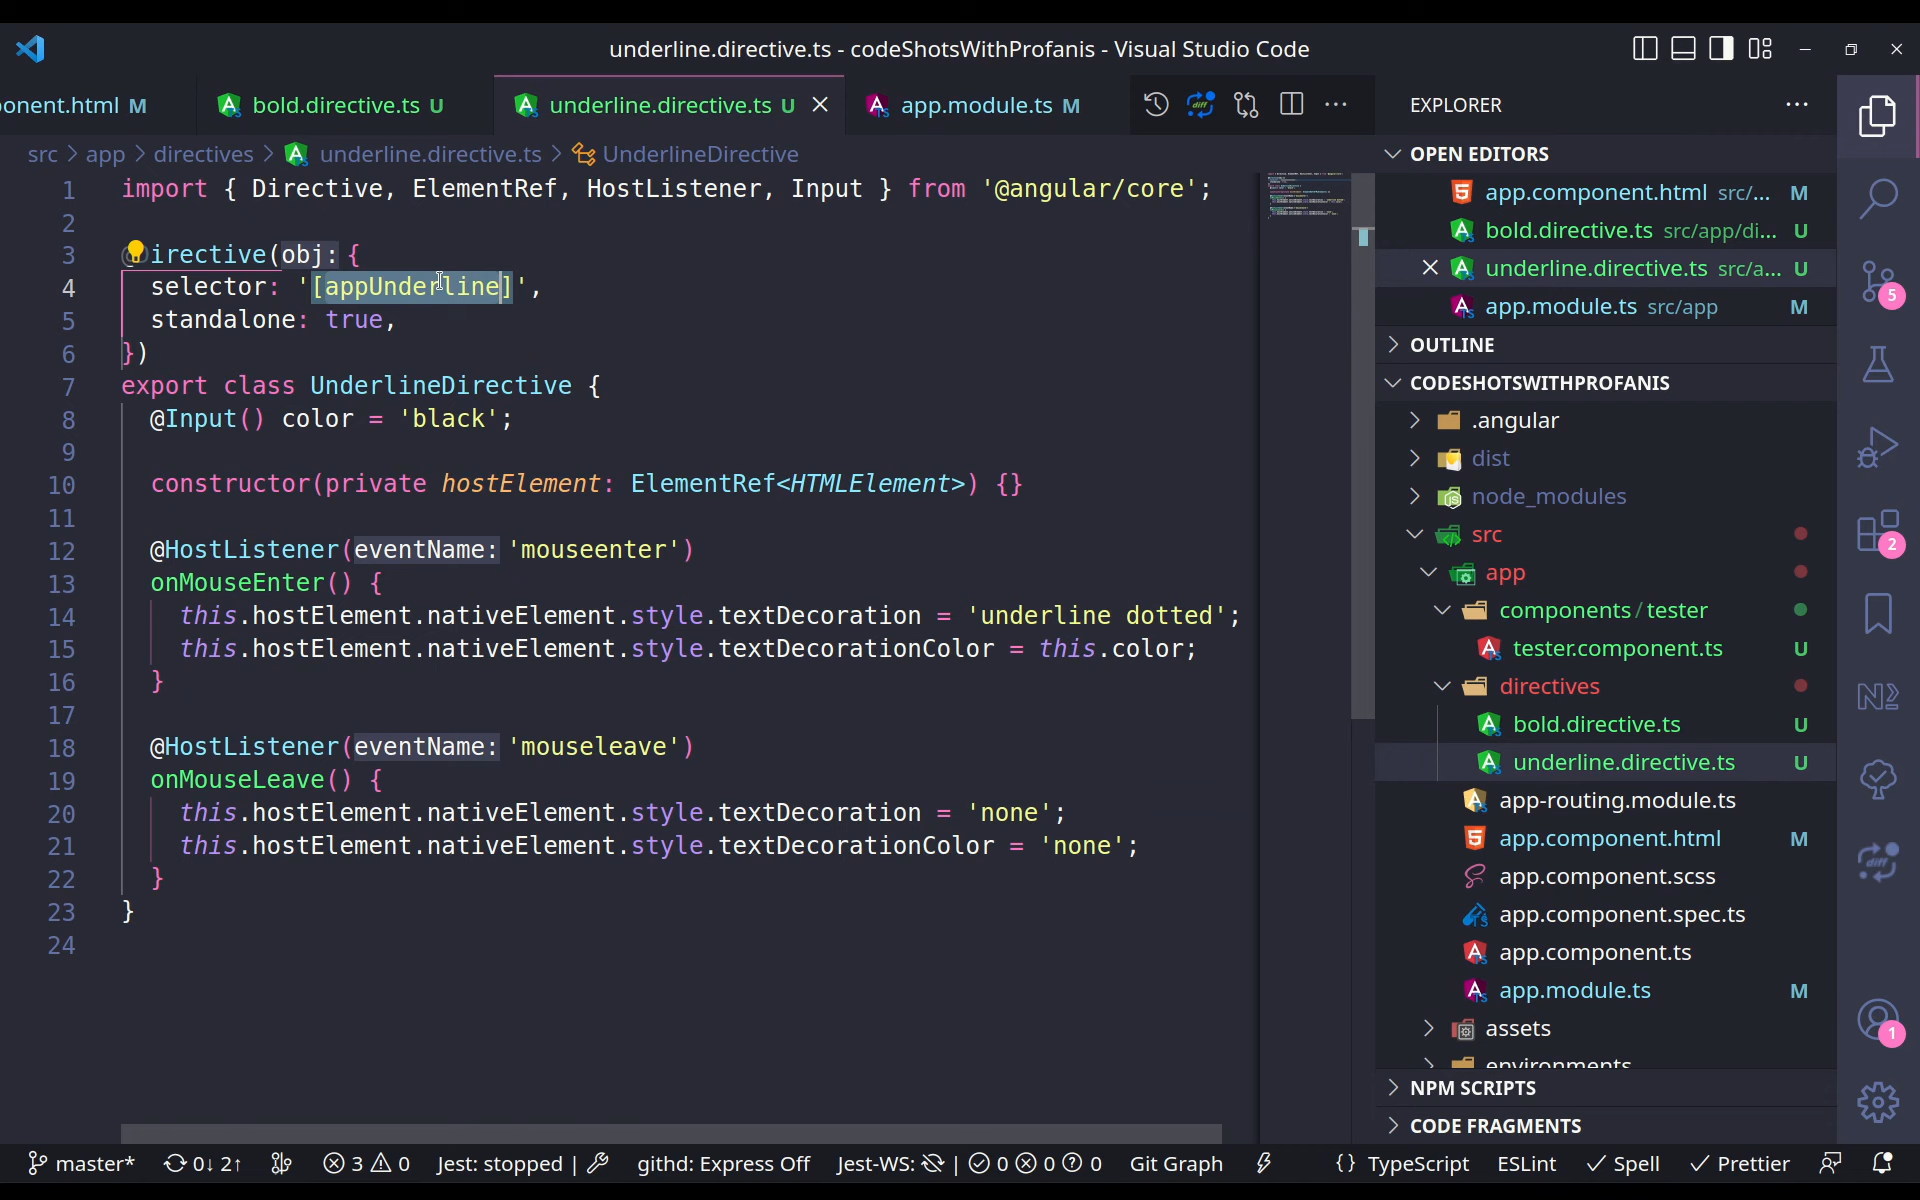 underline.directive.ts - codeShotsWithProfanis - Visual Studio Code
ponent.html M
bold.directive.ts U
underline.directive.ts U
app.module.ts M
src > app > directives > underline.directive.ts > UnderlineDirective
1 import { Directive, ElementRef, HostListener, Input } from '@angular/core';
2
3 @Directive(obj: {
4 selector: '[appUnderline]',
5 standalone: true,
6 })
7 export class UnderlineDirective {
8 @Input() color = 'black';
9
10 constructor(private hostElement: ElementRef<HTMLElement>) {}
11
12 @HostListener(eventName: 'mouseenter')
13 onMouseEnter() {
14 this.hostElement.nativeElement.style.textDecoration = 'underline dotted';
15 this.hostElement.nativeElement.style.textDecorationColor = this.color;
16 }
17
18 @HostListener(eventName: 'mouseleave')
19 onMouseLeave() {
20 this.hostElement.nativeElement.style.textDecoration = 'none';
21 this.hostElement.nativeElement.style.textDecorationColor = 'none';
22 }
23 }
24
EXPLORER
OPEN EDITORS
app.component.html src/... M
bold.directive.ts src/app/di... U
underline.directive.ts src/a... U
app.module.ts src/app M
OUTLINE
CODESHOTSWITHPROFANIS
.angular
dist
node_modules
src
app
components/tester
tester.component.ts U
directives
bold.directive.ts U
underline.directive.ts U
app-routing.module.ts
app.component.html M
app.component.scss
app.component.spec.ts
app.component.ts
app.module.ts M
assets
environments
NPM SCRIPTS
CODE FRAGMENTS
5
2
diff
1
master* 0↓ 2↑ 3 0 Jest: stopped | githd: Express Off Jest-WS: | 0 0 0 Git Graph {} TypeScript ESLint Spell Prettier